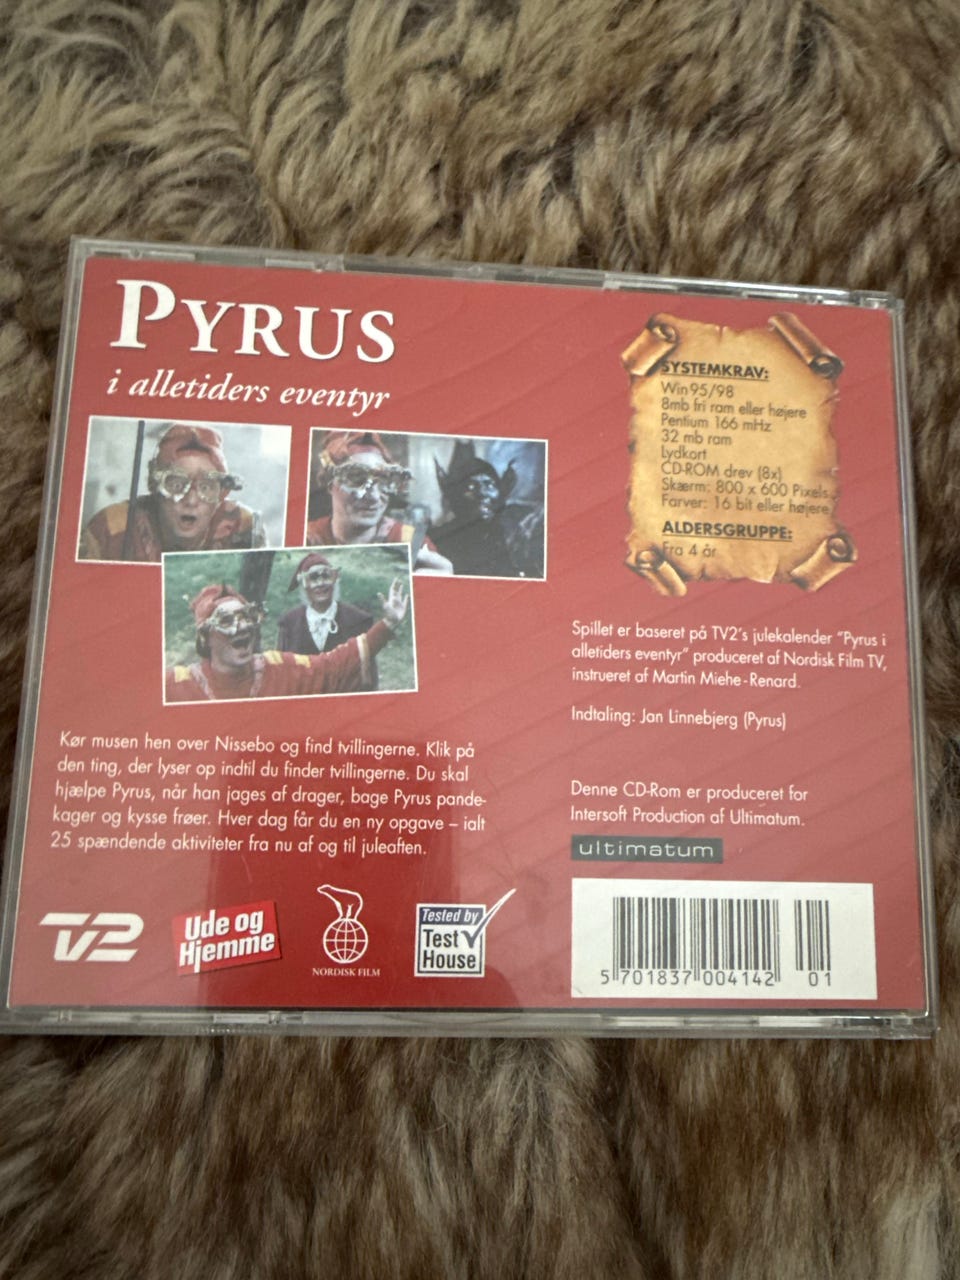 PYRUS
i alletiders eventyr
SYSTEMKRAV:
Win95/98
8mb fri ram eller højere
Pentium 166 mHz
32 mb ram
Lydkort
CD-ROM drev (8x)
Skærm: 800 x 600 Pixels
Farver: 16 bit eller højere
ALDERSGRUPPE:
Fra 4 år
Spillet er baseret på TV2's julekalender "Pyrus i
alletiders eventyr" produceret af Nordisk Film TV,
instrueret af Martin Miehe-Renard.
Indtaling: Jan Linnebjerg (Pyrus)
Kør musen hen over Nissebo og find tvillingerne. Klik på
den ting, der lyser op indtil du finder tvillingerne. Du skal
hjælpe Pyrus, når han jages af drager, bage Pyrus pande-
kager og kysse frøer. Hver dag får du en ny opgave – ialt
25 spændende aktiviteter fra nu af og til juleaften.
Denne CD-Rom er produceret for
Intersoft Production af Ultimatum.
ultimatum
TV2
Ude og
Hjemme
NORDISK FILM
Tested by
Test
House
5 701837 004142 01